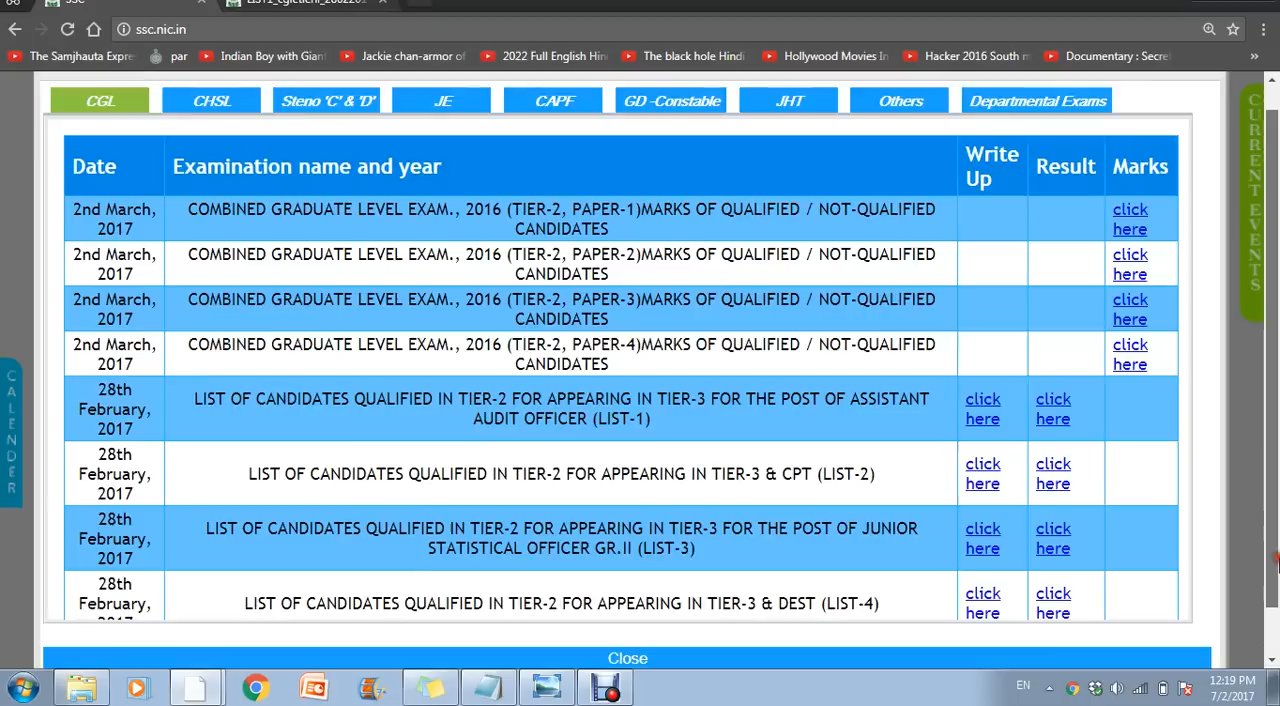 ssc
LIST1_cgletierii_2802201
ssc.nic.in
The Samjhauta Expre
par
Indian Boy with Giant
Jackie chan-armor of
2022 Full English Hin
The black hole Hindi
Hollywood Movies In
Hacker 2016 South m
Documentary : Secre
»
CGL
CHSL
Steno 'C' & 'D'
JE
CAPF
GD -Constable
JHT
Others
Departmental Exams
Date
Examination name and year
Write
Up
Result
Marks
2nd March,
2017
COMBINED GRADUATE LEVEL EXAM., 2016 (TIER-2, PAPER-1)MARKS OF QUALIFIED / NOT-QUALIFIED
CANDIDATES
click
here
2nd March,
2017
COMBINED GRADUATE LEVEL EXAM., 2016 (TIER-2, PAPER-2)MARKS OF QUALIFIED / NOT-QUALIFIED
CANDIDATES
click
here
2nd March,
2017
COMBINED GRADUATE LEVEL EXAM., 2016 (TIER-2, PAPER-3)MARKS OF QUALIFIED / NOT-QUALIFIED
CANDIDATES
click
here
2nd March,
2017
COMBINED GRADUATE LEVEL EXAM., 2016 (TIER-2, PAPER-4)MARKS OF QUALIFIED / NOT-QUALIFIED
CANDIDATES
click
here
28th
February,
2017
LIST OF CANDIDATES QUALIFIED IN TIER-2 FOR APPEARING IN TIER-3 FOR THE POST OF ASSISTANT
AUDIT OFFICER (LIST-1)
click
here
click
here
28th
February,
2017
LIST OF CANDIDATES QUALIFIED IN TIER-2 FOR APPEARING IN TIER-3 & CPT (LIST-2)
click
here
click
here
28th
February,
2017
LIST OF CANDIDATES QUALIFIED IN TIER-2 FOR APPEARING IN TIER-3 FOR THE POST OF JUNIOR
STATISTICAL OFFICER GR.II (LIST-3)
click
here
click
here
28th
February,
LIST OF CANDIDATES QUALIFIED IN TIER-2 FOR APPEARING IN TIER-3 & DEST (LIST-4)
click
here
click
here
Close
CALENDER
CURRENT EVENTS
EN
12:19 PM
7/2/2017